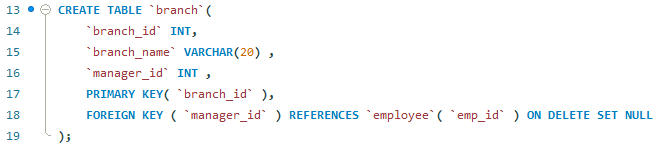 13 CREATE TABLE `branch`(
14 `branch_id` INT,
15 `branch_name` VARCHAR(20) ,
16 `manager_id` INT ,
17 PRIMARY KEY( `branch_id` ),
18 FOREIGN KEY ( `manager_id` ) REFERENCES `employee`( `emp_id` ) ON DELETE SET NULL
19 );